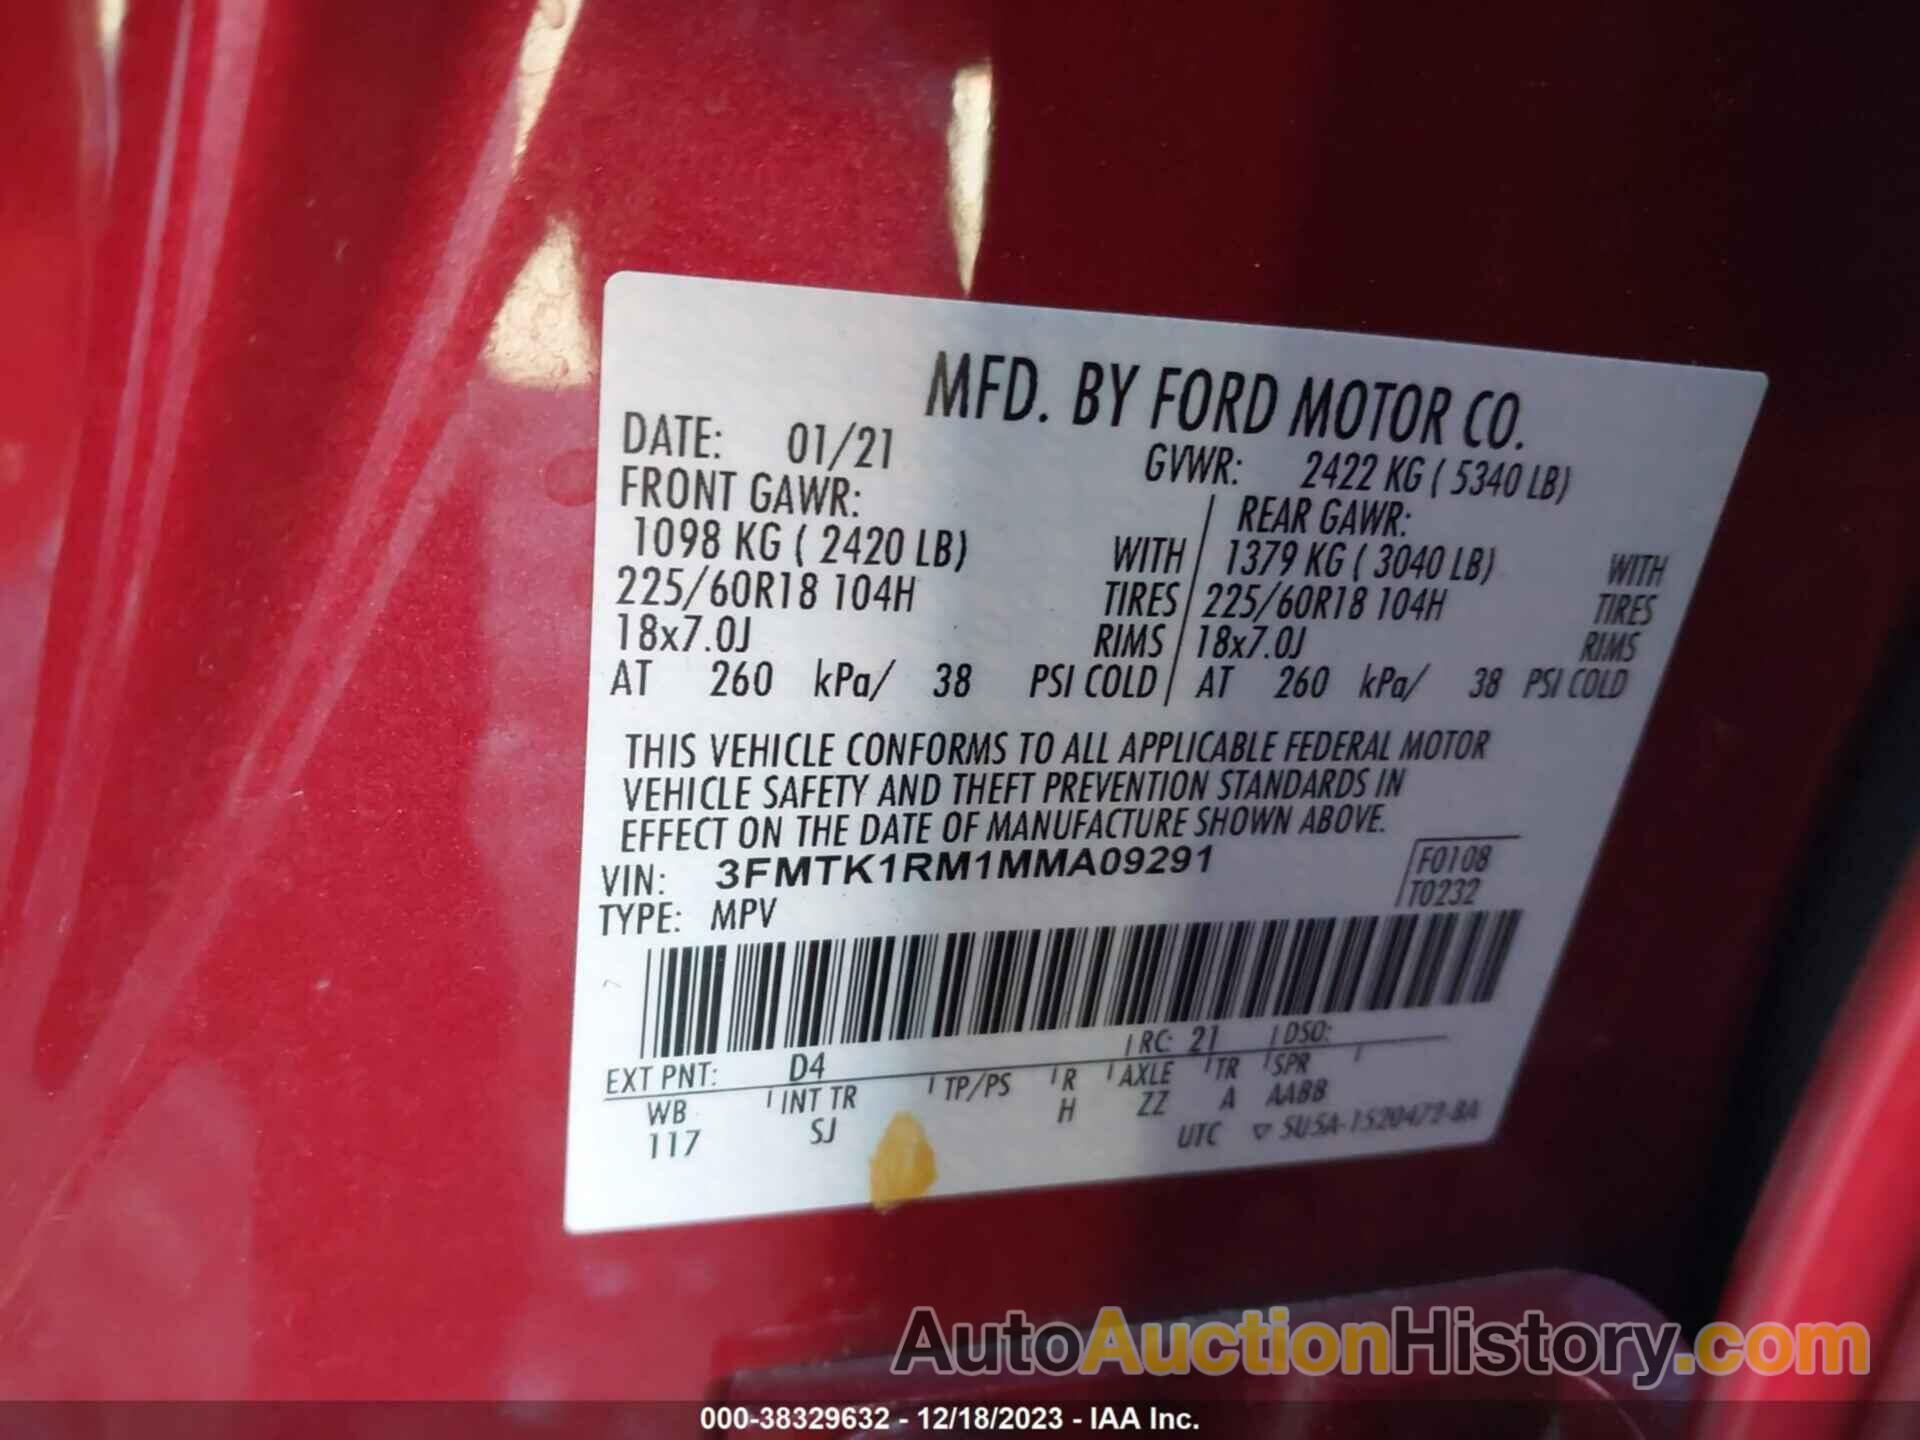 MFD. BY FORD MOTOR CO.
DATE: 01/21 GVWR: 2422 KG ( 5340 LB)
FRONT GAWR: REAR GAWR:
1098 KG ( 2420 LB) WITH 1379 KG ( 3040 LB) WITH
225/60R18 104H TIRES 225/60R18 104H TIRES
18x7.0J RIMS 18x7.0J RIMS
AT 260 kPa/ 38 PSI COLD AT 260 kPa/ 38 PSI COLD
THIS VEHICLE CONFORMS TO ALL APPLICABLE FEDERAL MOTOR
VEHICLE SAFETY AND THEFT PREVENTION STANDARDS IN
EFFECT ON THE DATE OF MANUFACTURE SHOWN ABOVE.
VIN: 3FMTK1RM1MMA09291 F0108
TYPE: MPV T0232
EXT PNT: D4 RC: 21 DSO:
WB INT TR TP/PS R AXLE TR SPR
117 SJ H ZZ A AABB
UTC
AutoAuctionHistory.com
000-38329632 - 12/18/2023 - IAA Inc.